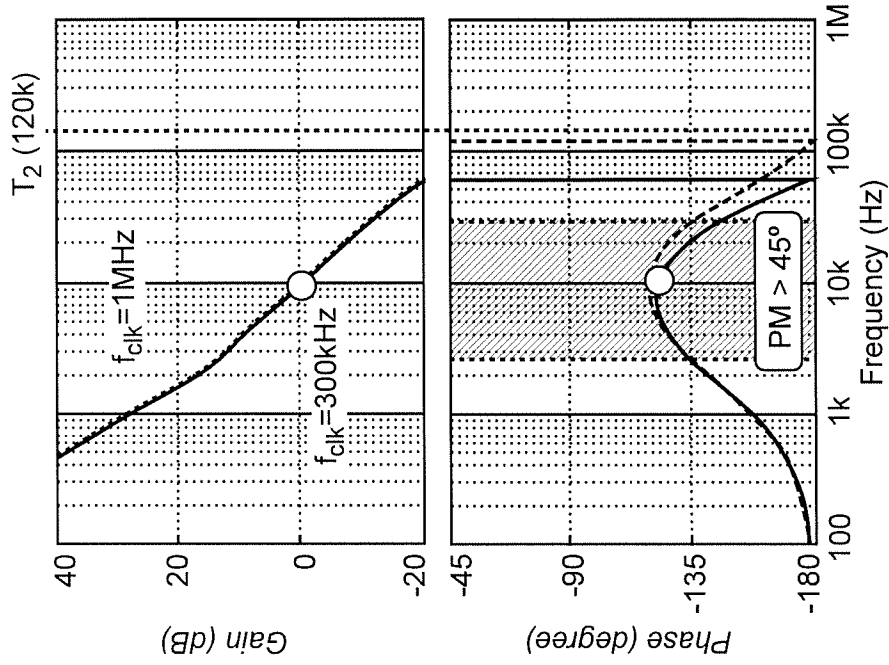 T2 (120k)
fclk=1MHz
fclk=300kHz
40
20
0
-20
Gain (dB)
-45
-90
-135
-180
Phase (degree)
PM > 45º
100
1k
10k
100k
1M
Frequency (Hz)